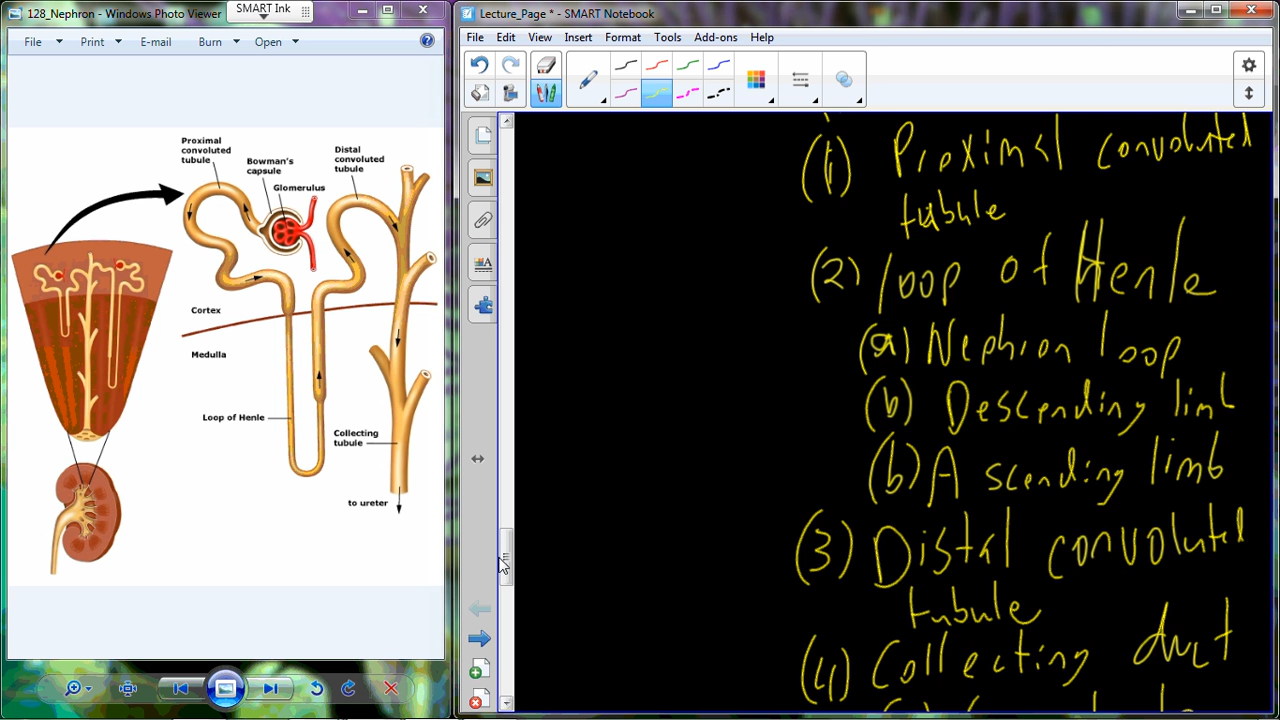 128_Nephron - Windows Photo Viewer
SMART Ink
File Print E-mail Burn Open
Proximal
convoluted
tubule
Bowman's
capsule
Glomerulus
Distal
convoluted
tubule
Cortex
Medulla
Loop of Henle
Collecting
tubule
to ureter
Lecture_Page * - SMART Notebook
File Edit View Insert Format Tools Add-ons Help
(1) Proximal convoluted
tubule
(2) loop of Henle
(a) Nephron loop
(b) Descending limb
(b) Ascending limb
(3) Distal convoluted
tubule
(4) Collecting duct